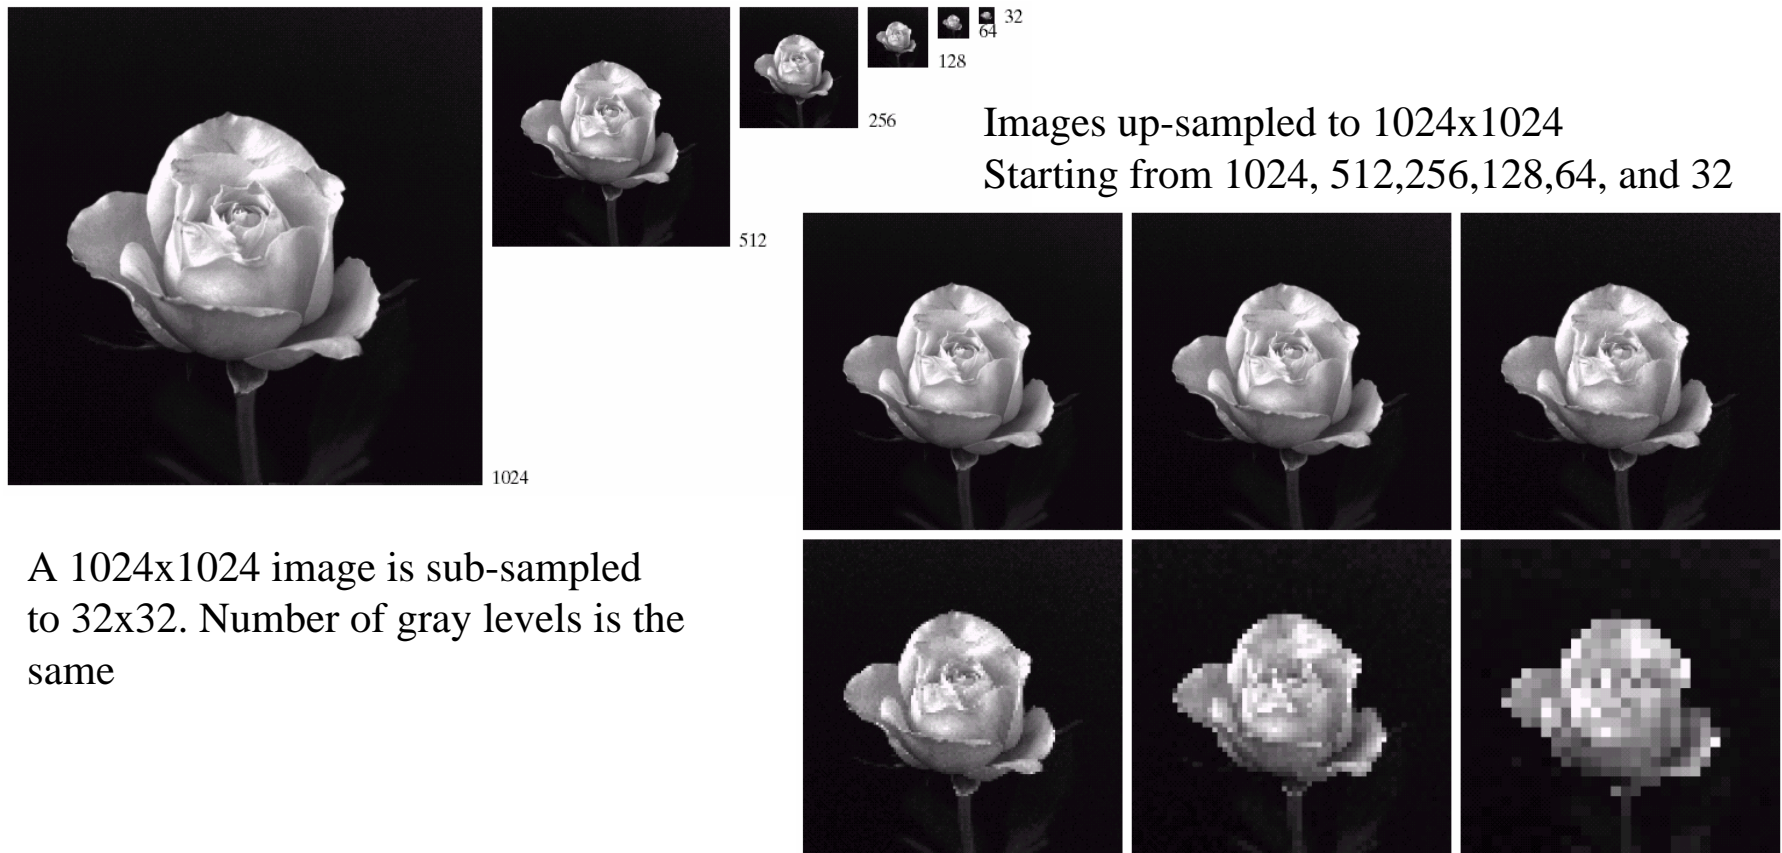 32
64
128
256
512
1024
Images up-sampled to 1024x1024
Starting from 1024, 512,256,128,64, and 32
A 1024x1024 image is sub-sampled
to 32x32. Number of gray levels is the
same